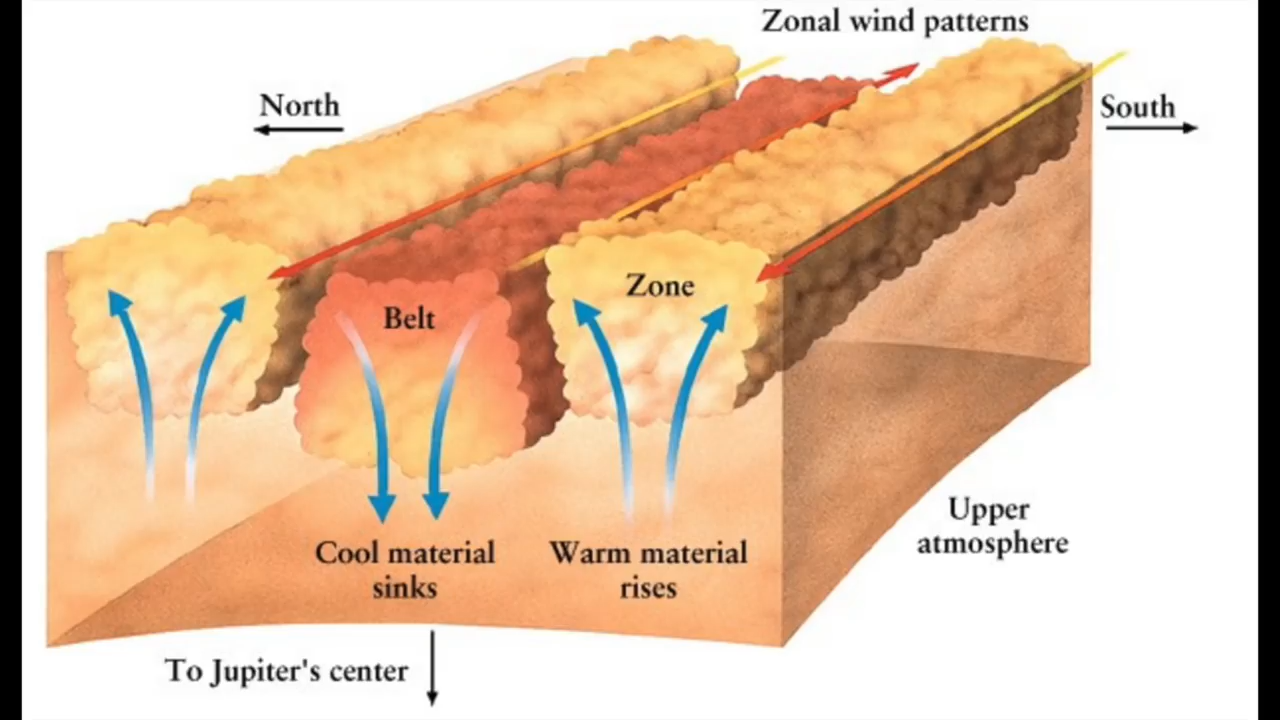 Zonal wind patterns
North
South
Zone
Belt
Cool material
sinks
Warm material
rises
Upper
atmosphere
To Jupiter's center